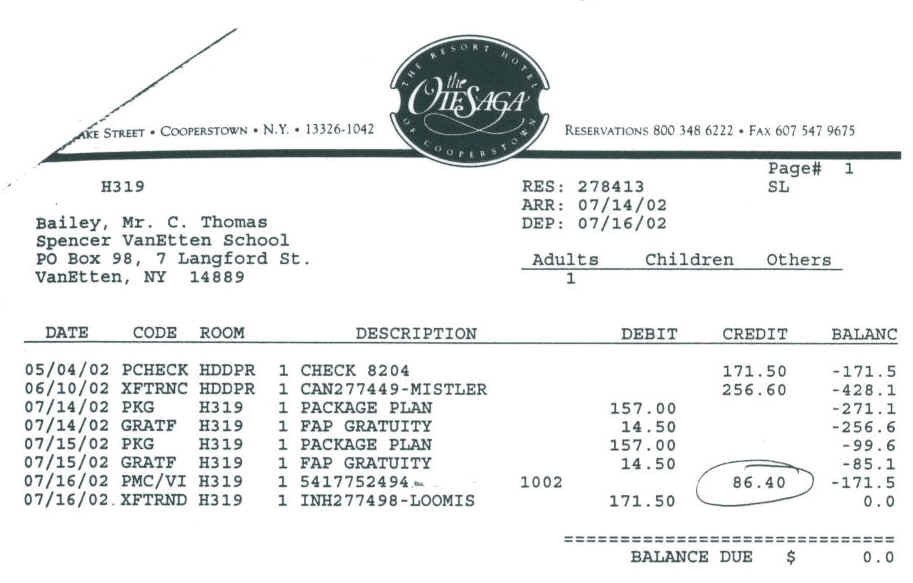 THE RESORT HOTEL
the
OTESAGA
OF COOPERSTOWN
AKE STREET • COOPERSTOWN • N.Y. • 13326-1042
RESERVATIONS 800 348 6222 • FAX 607 547 9675
Page# 1
H319 RES: 278413 SL
ARR: 07/14/02
Bailey, Mr. C. Thomas DEP: 07/16/02
Spencer VanEtten School
PO Box 98, 7 Langford St. Adults Children Others
VanEtten, NY 14889 1
DATE CODE ROOM DESCRIPTION DEBIT CREDIT BALANC
05/04/02 PCHECK HDDPR 1 CHECK 8204 171.50 -171.5
06/10/02 XFTRNC HDDPR 1 CAN277449-MISTLER 256.60 -428.1
07/14/02 PKG H319 1 PACKAGE PLAN 157.00 -271.1
07/14/02 GRATF H319 1 FAP GRATUITY 14.50 -256.6
07/15/02 PKG H319 1 PACKAGE PLAN 157.00 -99.6
07/15/02 GRATF H319 1 FAP GRATUITY 14.50 -85.1
07/16/02 PMC/VI H319 1 5417752494 1002 86.40 -171.5
07/16/02 XFTRND H319 1 INH277498-LOOMIS 171.50 0.0
==============================
BALANCE DUE $ 0.0